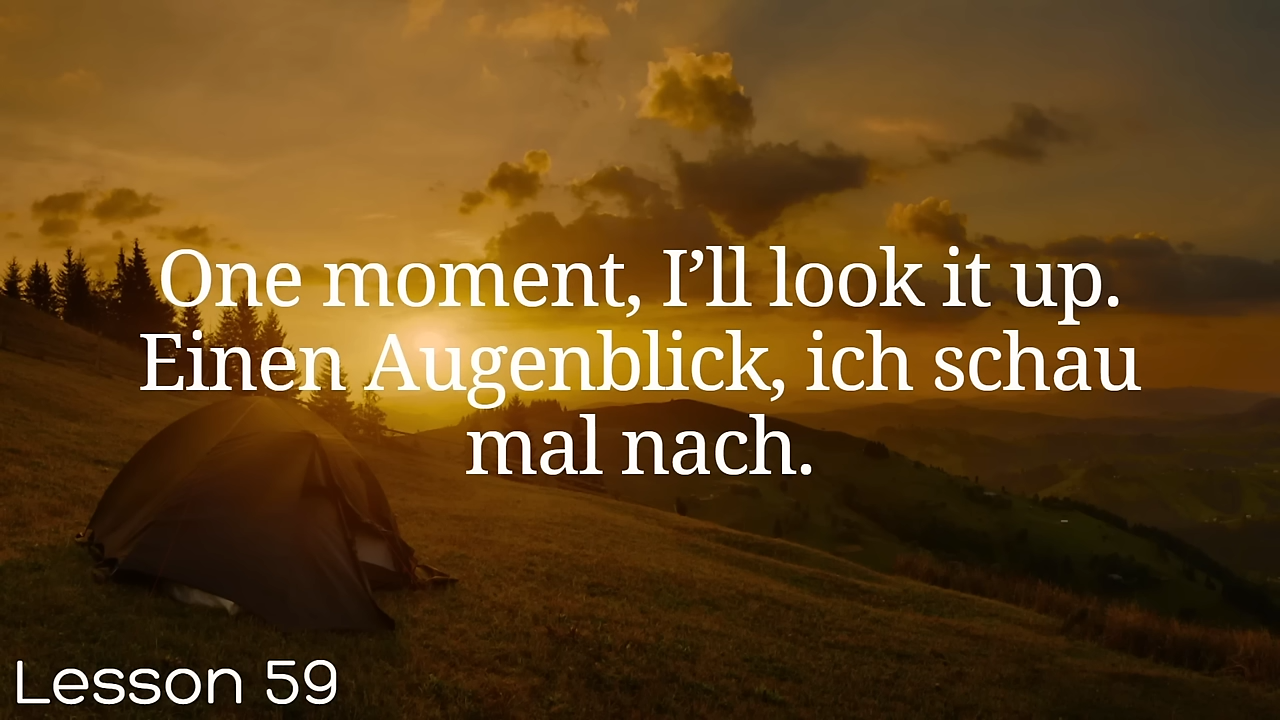 One moment, I’ll look it up.
Einen Augenblick, ich schau
mal nach.
Lesson 59